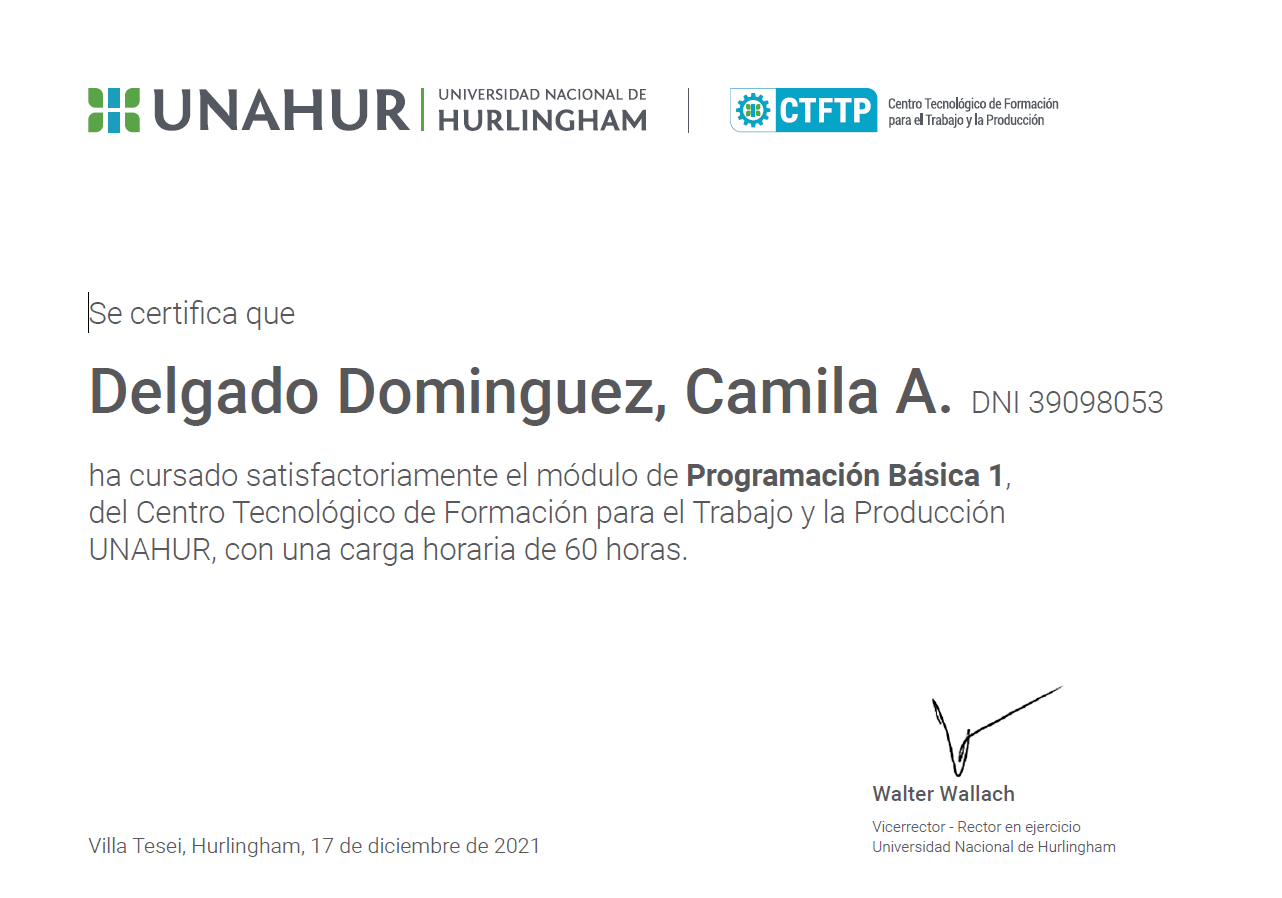 UNAHUR
UNIVERSIDAD NACIONAL DE
HURLINGHAM
CTFTP
Centro Tecnológico de Formación
para el Trabajo y la Producción
Se certifica que
Delgado Dominguez, Camila A. DNI 39098053
ha cursado satisfactoriamente el módulo de Programación Básica 1,
del Centro Tecnológico de Formación para el Trabajo y la Producción
UNAHUR, con una carga horaria de 60 horas.
Walter Wallach
Vicerrector - Rector en ejercicio
Universidad Nacional de Hurlingham
Villa Tesei, Hurlingham, 17 de diciembre de 2021